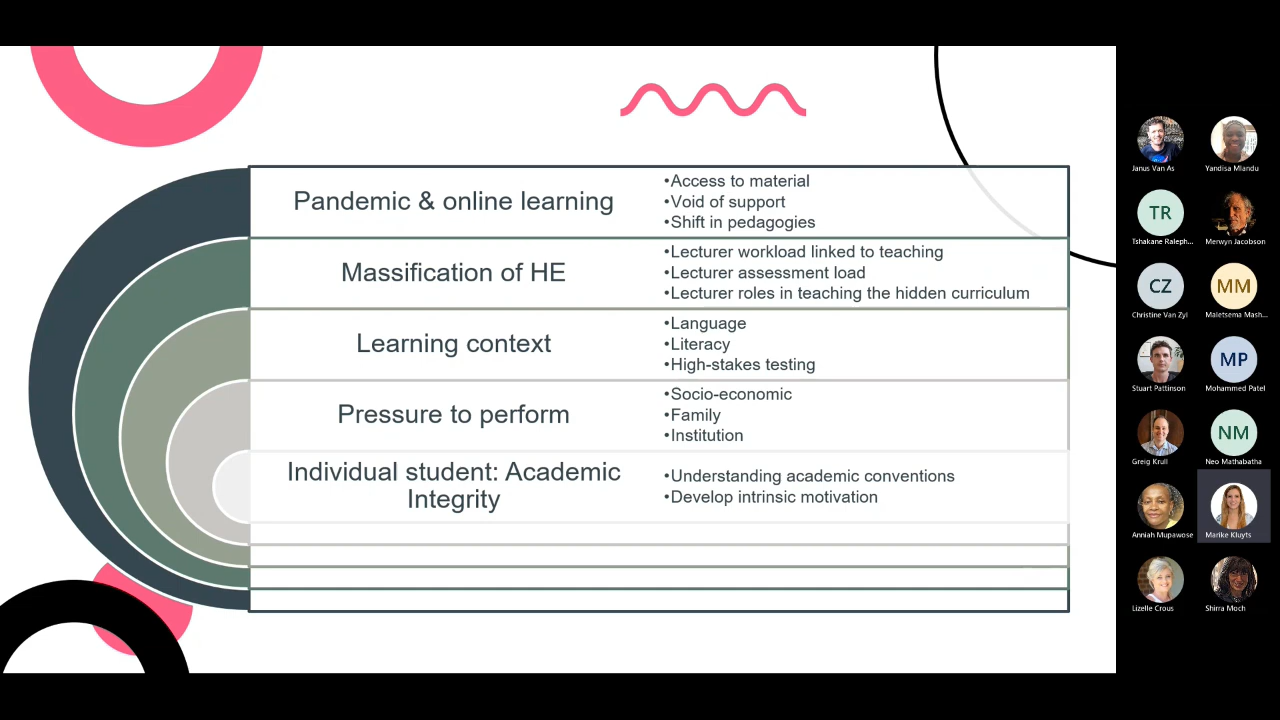 Pandemic & online learning
•Access to material
•Void of support
•Shift in pedagogies
Massification of HE
•Lecturer workload linked to teaching
•Lecturer assessment load
•Lecturer roles in teaching the hidden curriculum
Learning context
•Language
•Literacy
•High-stakes testing
Pressure to perform
•Socio-economic
•Family
•Institution
Individual student: Academic
Integrity
•Understanding academic conventions
•Develop intrinsic motivation
Janus Van As
Yandisa Mlandu
TR
Tshakane Raleph...
Merwyn Jacobson
CZ
Christine Van Zyl
MM
Maletsema Mash...
Stuart Pattinson
MP
Mohammed Patel
Greig Krull
NM
Neo Mathabatha
Anniah Mupawose
Marike Kluyts
Lizelle Crous
Shirra Moch